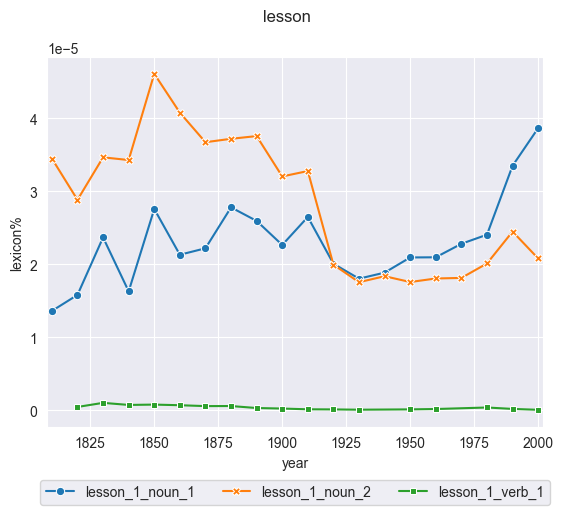 lesson
1e−5
4
3
2
1
0
lexicon%
1825 1850 1875 1900 1925 1950 1975 2000
year
lesson_1_noun_1 lesson_1_noun_2 lesson_1_verb_1